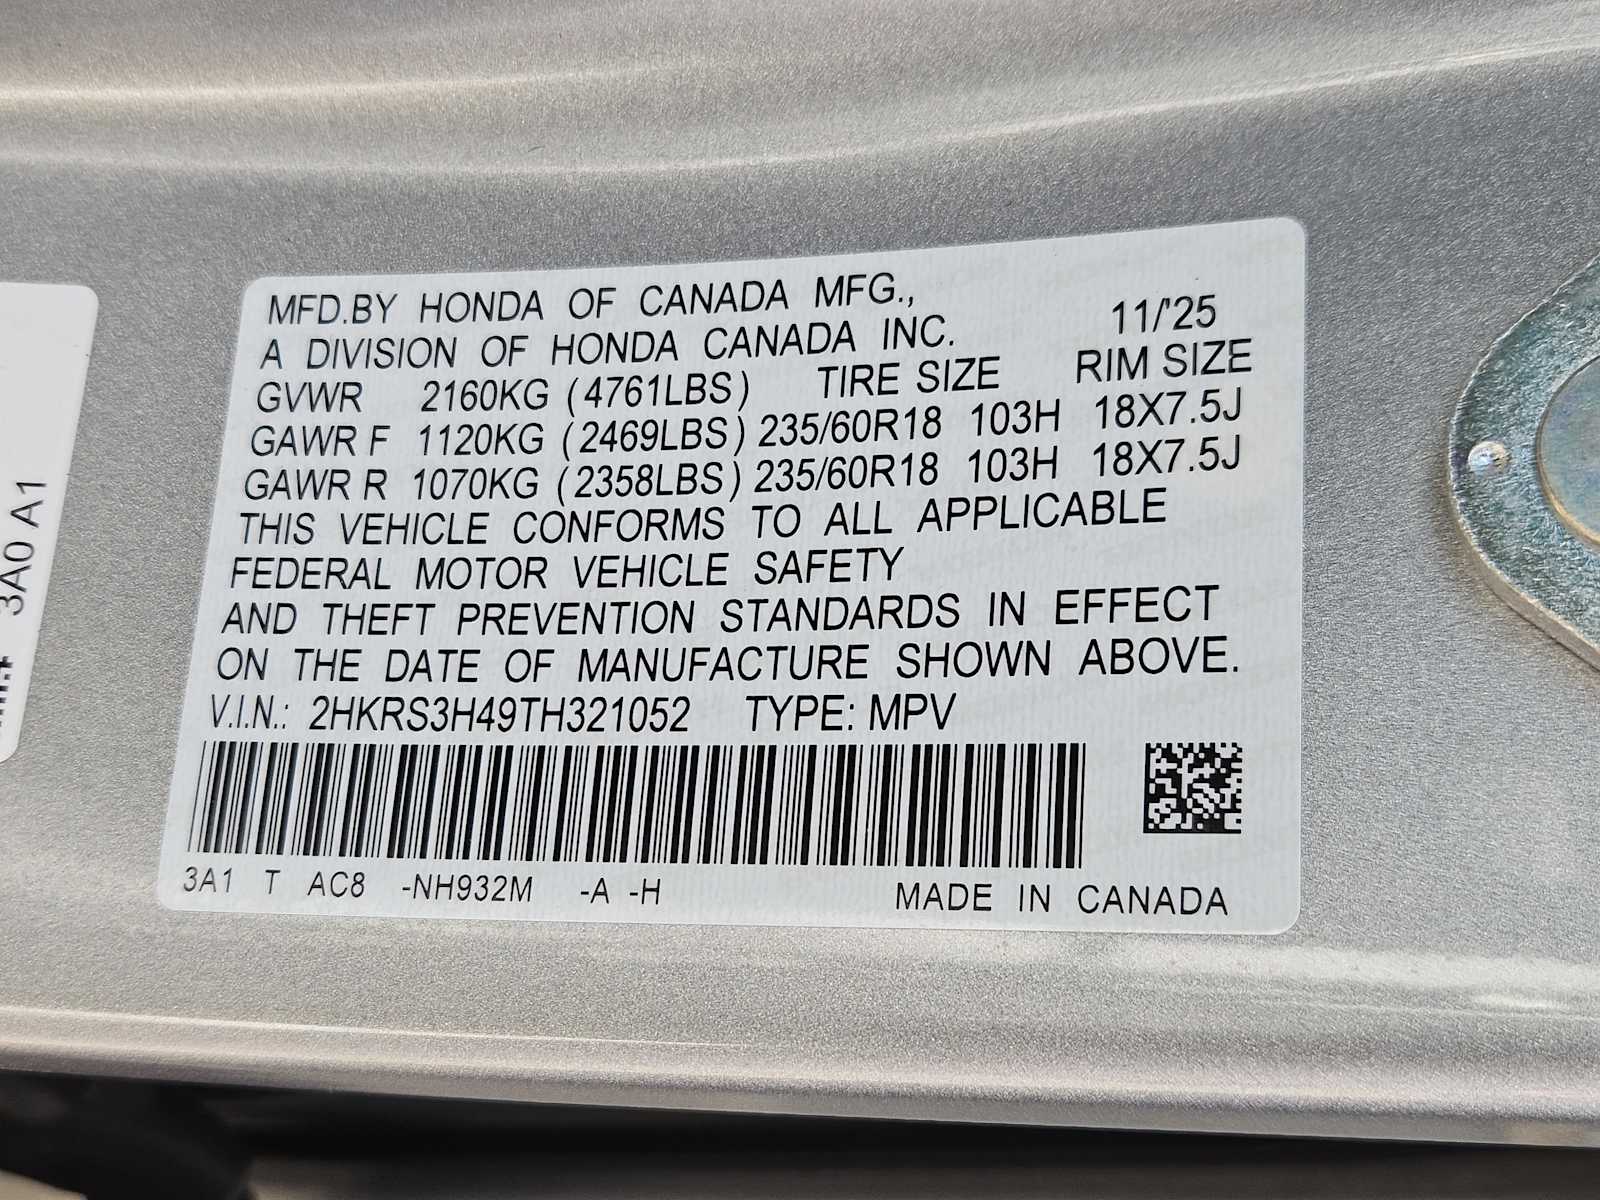 MFD.BY HONDA OF CANADA MFG.,
A DIVISION OF HONDA CANADA INC. 11/'25
GVWR 2160KG (4761LBS) TIRE SIZE RIM SIZE
GAWR F 1120KG (2469LBS) 235/60R18 103H 18X7.5J
GAWR R 1070KG (2358LBS) 235/60R18 103H 18X7.5J
THIS VEHICLE CONFORMS TO ALL APPLICABLE
FEDERAL MOTOR VEHICLE SAFETY
AND THEFT PREVENTION STANDARDS IN EFFECT
ON THE DATE OF MANUFACTURE SHOWN ABOVE.
V.I.N.: 2HKRS3H49TH321052 TYPE: MPV
3A1 T AC8 -NH932M -A -H MADE IN CANADA
3A0 A1